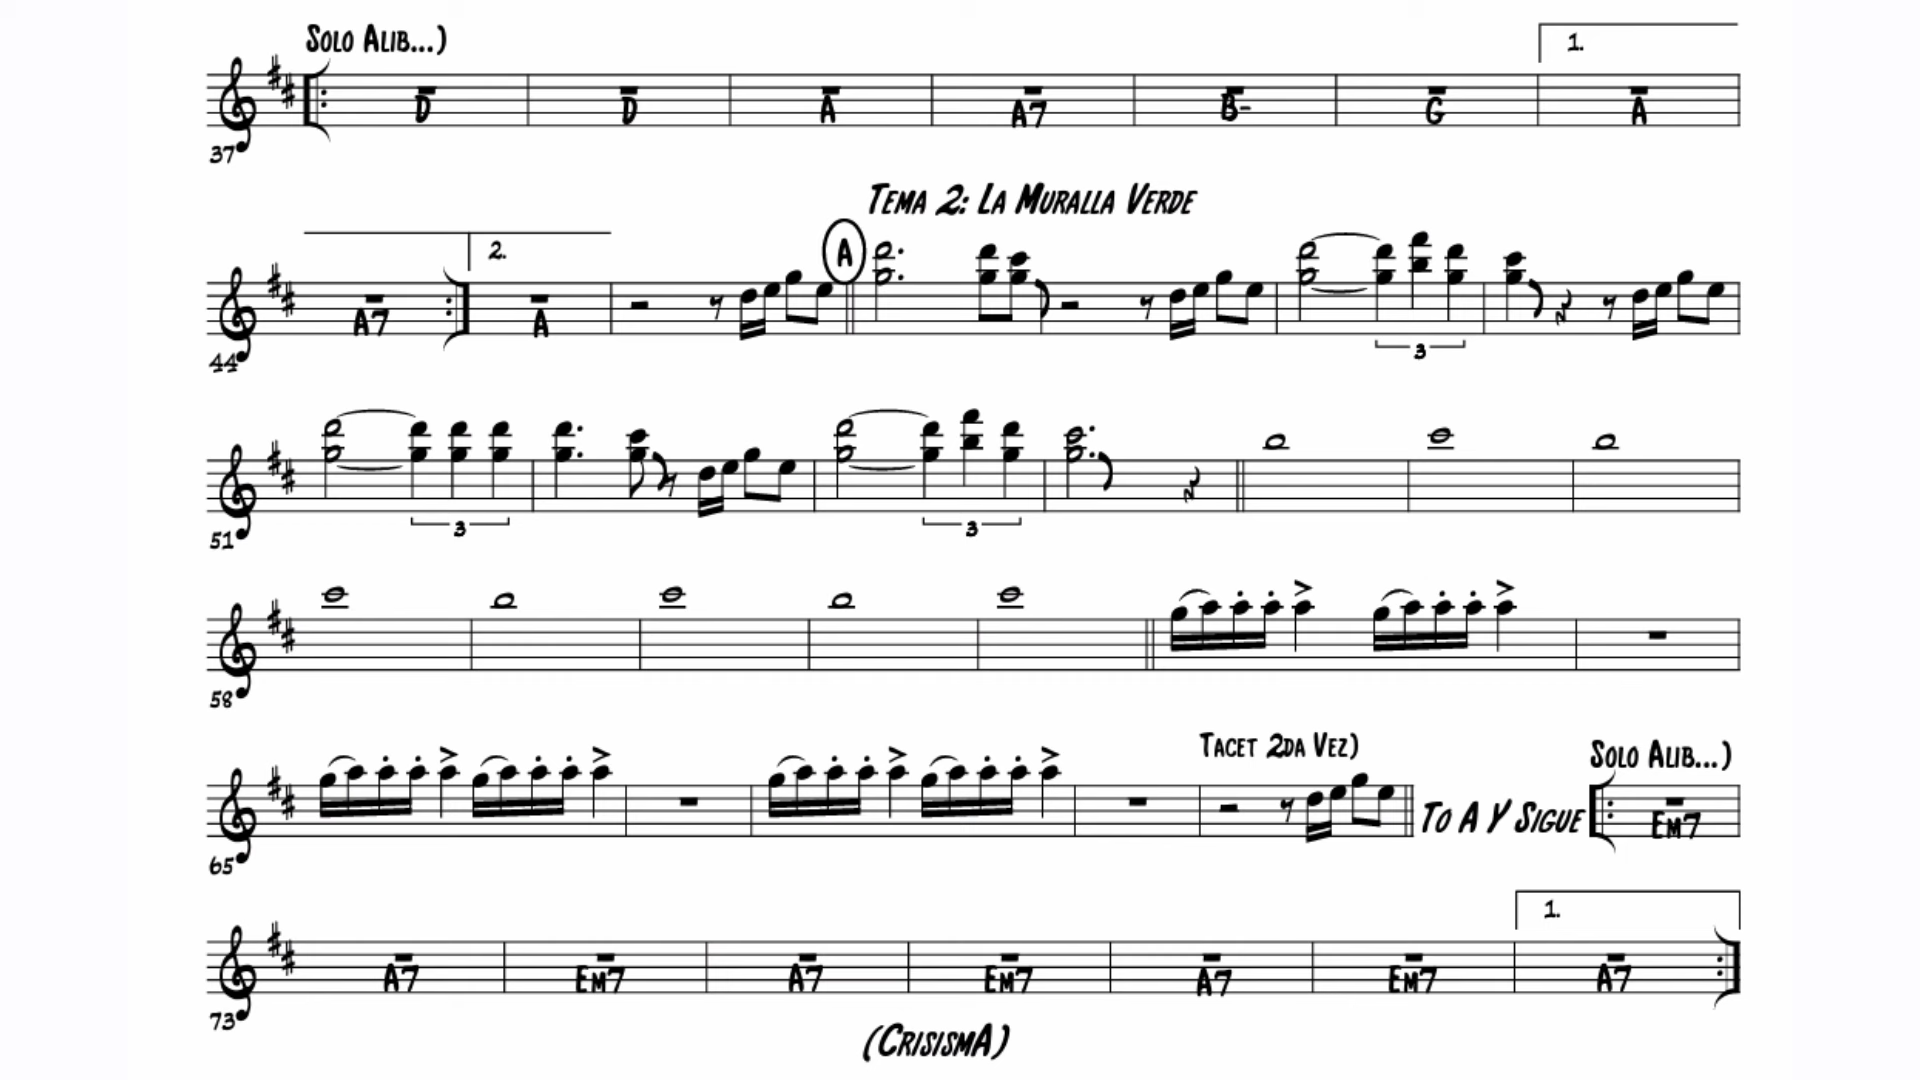 Solo Alib...)
1.
D D A A7 B- G A
37
Tema 2: La Muralla Verde
2. A
A7 A
3
44
3 3
51
58
Tacet 2da Vez) Solo Alib...)
To A Y Sigue Em7
65
1.
A7 Em7 A7 Em7 A7 Em7 A7
73
(CrisismA)